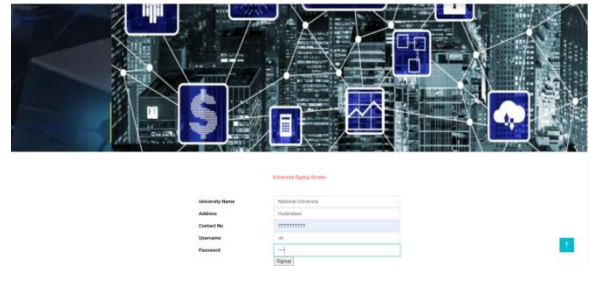 University Signup Screen
University Name National University
Address Hyderabad
Contact No 7777777777
Username
Password
Signup